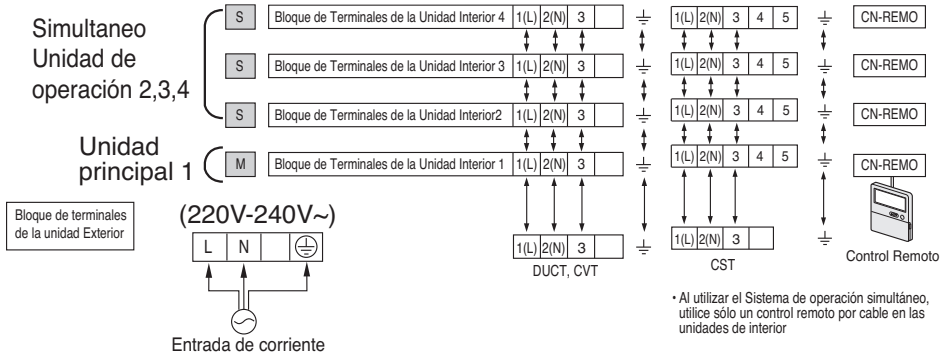 Simultaneo
Unidad de
operación 2,3,4
S Bloque de Terminales de la Unidad Interior 4 1(L) 2(N) 3 1(L) 2(N) 3 4 5 CN-REMO
S Bloque de Terminales de la Unidad Interior 3 1(L) 2(N) 3 1(L) 2(N) 3 4 5 CN-REMO
S Bloque de Terminales de la Unidad Interior2 1(L) 2(N) 3 1(L) 2(N) 3 4 5 CN-REMO
Unidad
principal 1
M Bloque de Terminales de la Unidad Interior 1 1(L) 2(N) 3 1(L) 2(N) 3 4 5 CN-REMO
Bloque de terminales
de la unidad Exterior
(220V-240V~)
L N
1(L) 2(N) 3
DUCT, CVT
1(L) 2(N) 3
CST
Control Remoto
• Al utilizar el Sistema de operación simultáneo,
utilice sólo un control remoto por cable en las
unidades de interior
Entrada de corriente